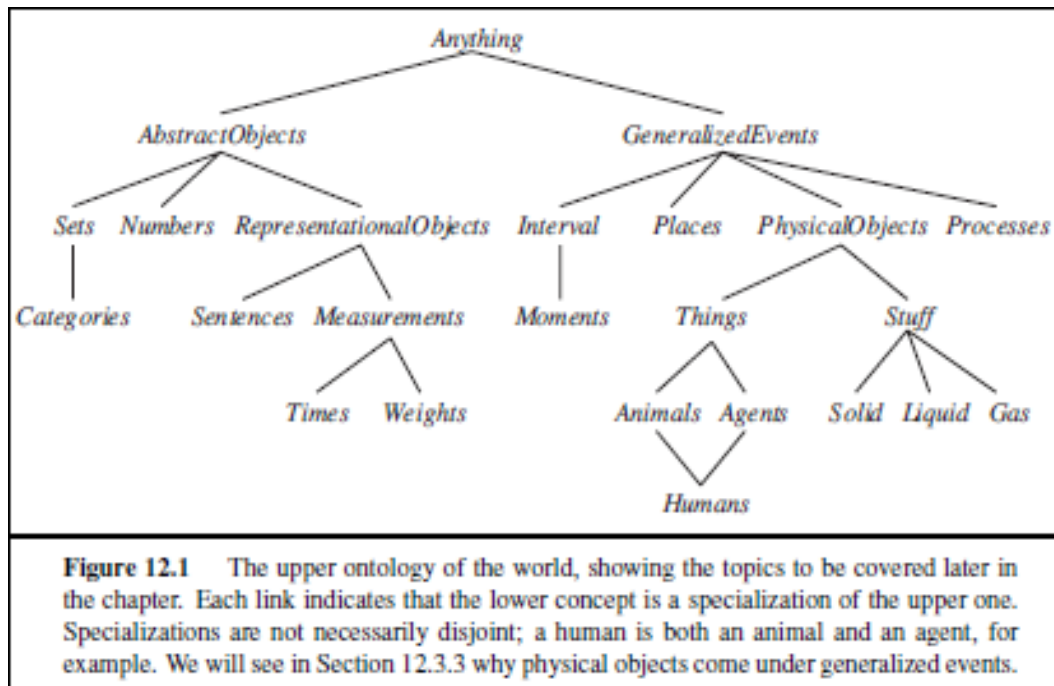 Anything
AbstractObjects GeneralizedEvents
Sets Numbers RepresentationalObjects Interval Places PhysicalObjects Processes
Categories Sentences Measurements Moments Things Stuff
Times Weights Animals Agents Solid Liquid Gas
Humans
Figure 12.1 The upper ontology of the world, showing the topics to be covered later in
the chapter. Each link indicates that the lower concept is a specialization of the upper one.
Specializations are not necessarily disjoint; a human is both an animal and an agent, for
example. We will see in Section 12.3.3 why physical objects come under generalized events.